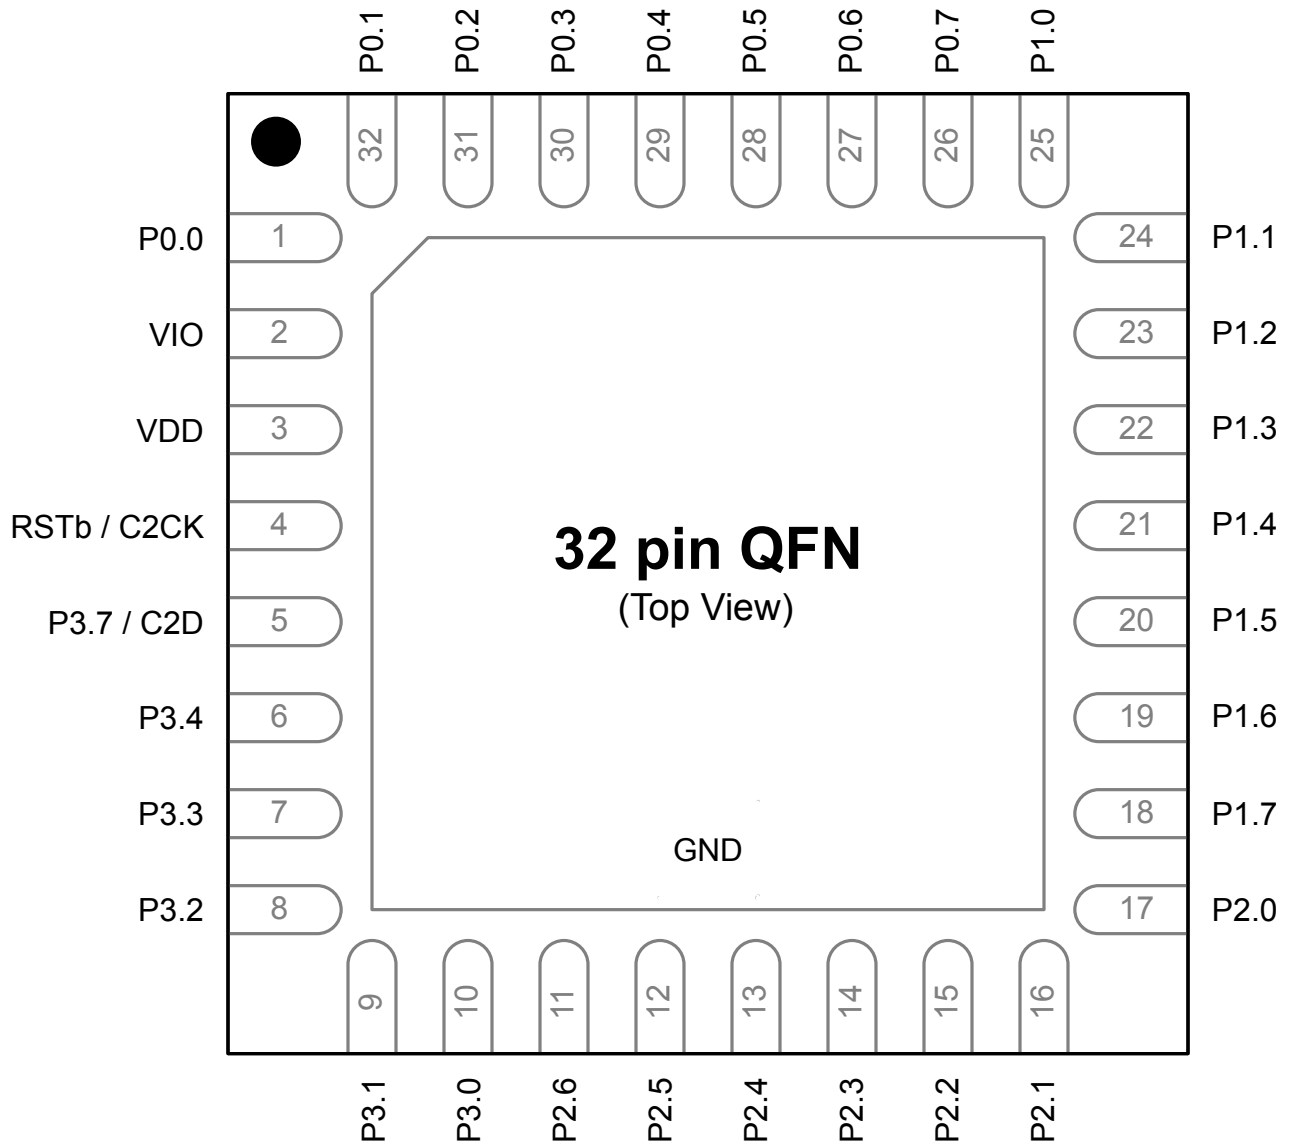 P0.1 P0.2 P0.3 P0.4 P0.5 P0.6 P0.7 P1.0
32 31 30 29 28 27 26 25
P0.0 1 24 P1.1
VIO 2 23 P1.2
VDD 3 22 P1.3
RSTb / C2CK 4 21 P1.4
32 pin QFN
(Top View)
P3.7 / C2D 5 20 P1.5
P3.4 6 19 P1.6
P3.3 7 18 P1.7
GND
P3.2 8 17 P2.0
9 10 11 12 13 14 15 16
P3.1 P3.0 P2.6 P2.5 P2.4 P2.3 P2.2 P2.1